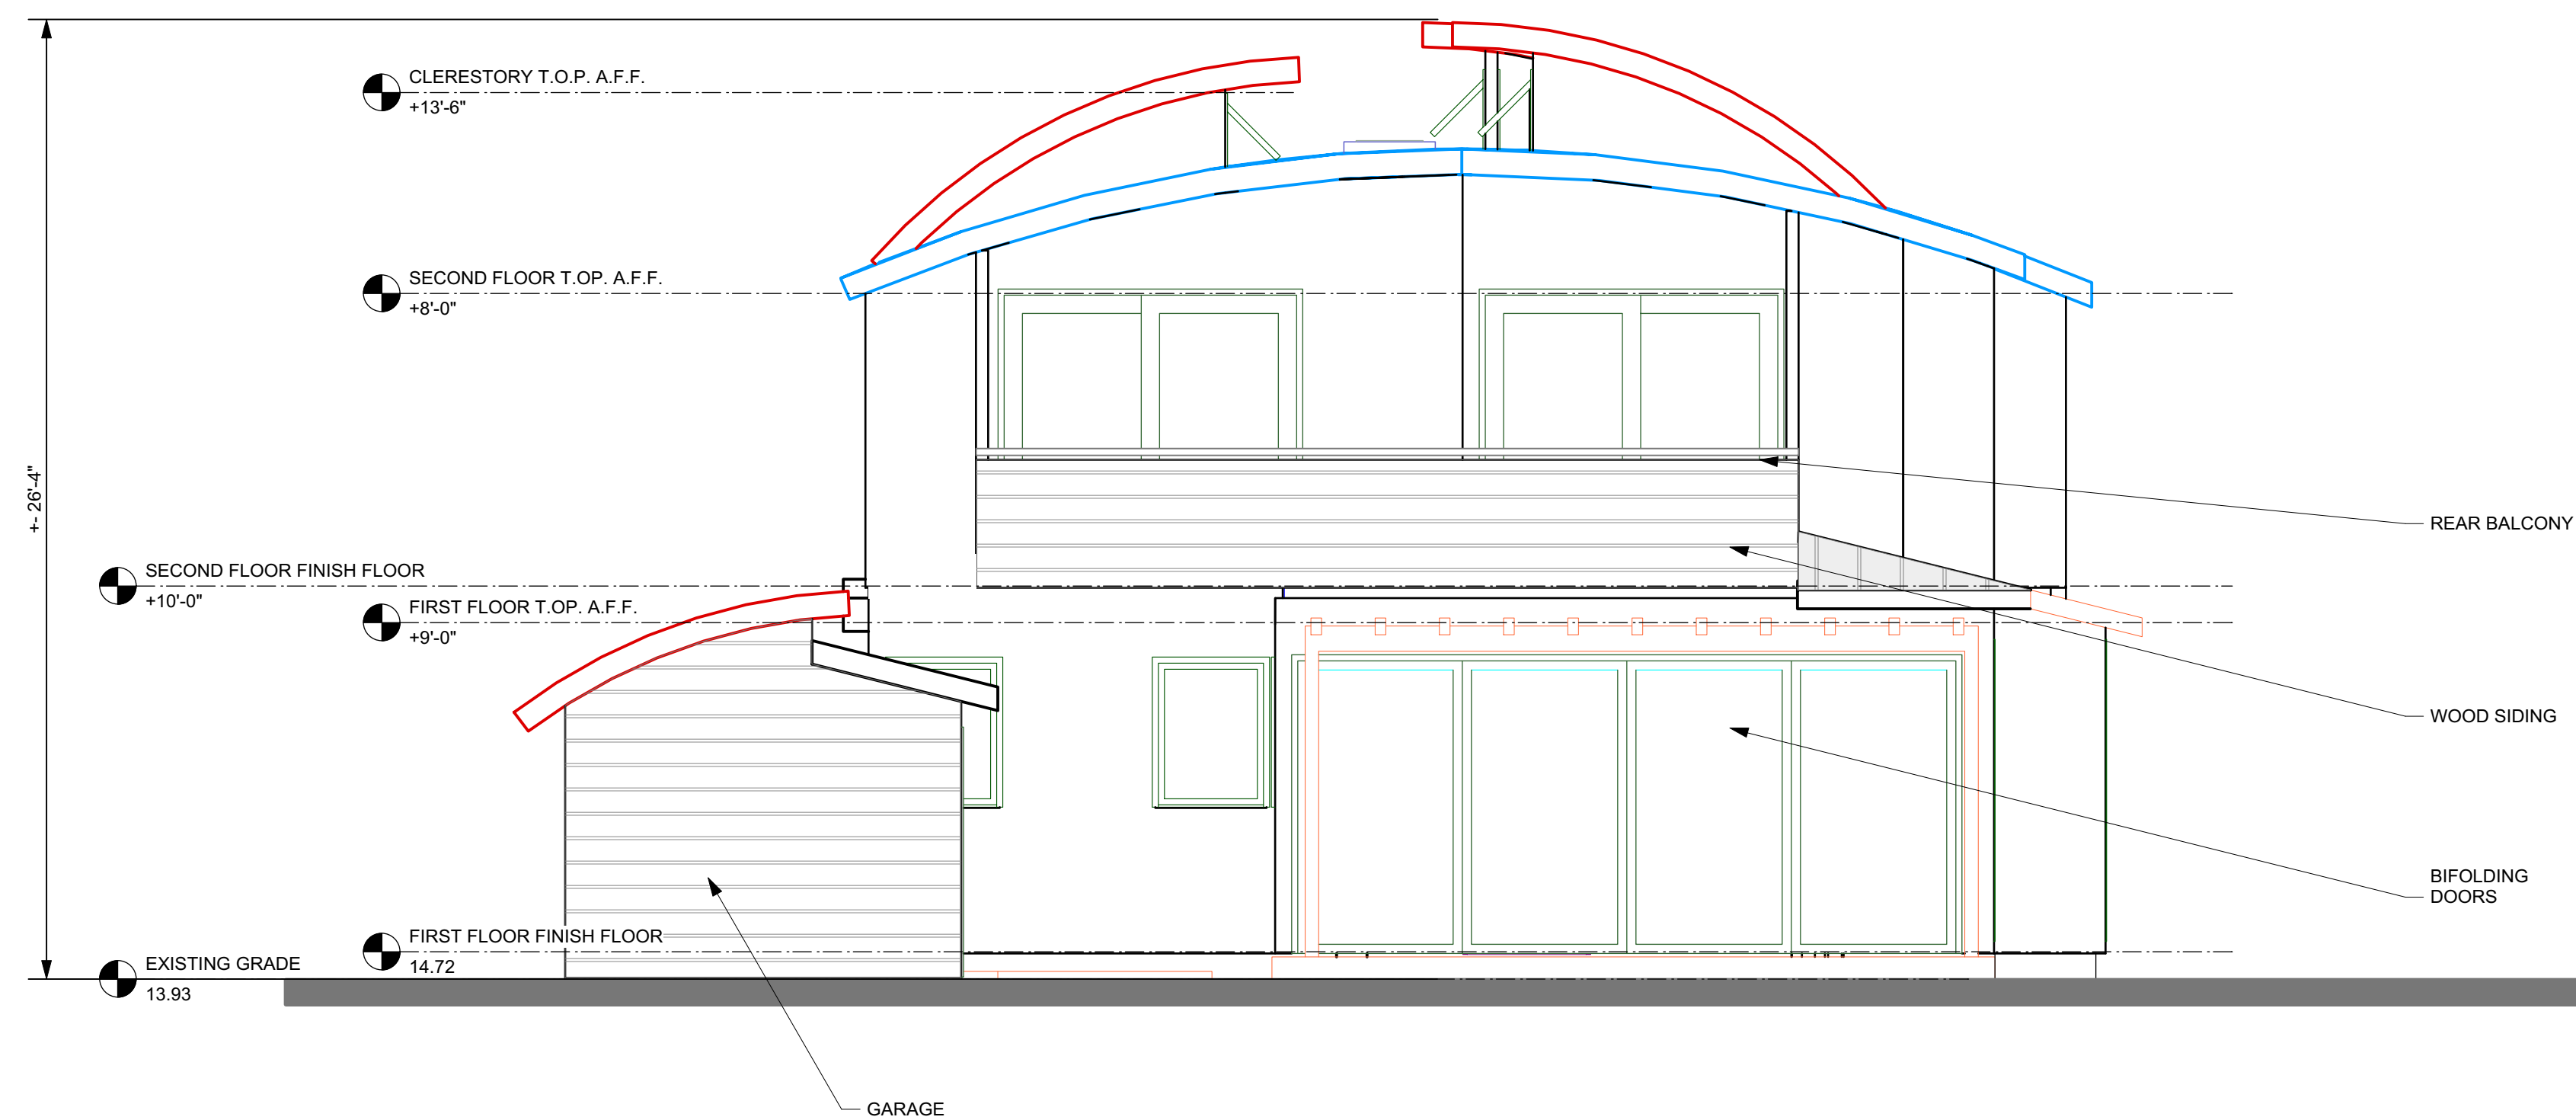 CLERESTORY T.O.P. A.F.F.
+13'-6"
SECOND FLOOR T.OP. A.F.F.
+8'-0"
+- 26'-4"
REAR BALCONY
SECOND FLOOR FINISH FLOOR
+10'-0"
FIRST FLOOR T.OP. A.F.F.
+9'-0"
WOOD SIDING
BIFOLDING
DOORS
FIRST FLOOR FINISH FLOOR
14.72
EXISTING GRADE
13.93
GARAGE